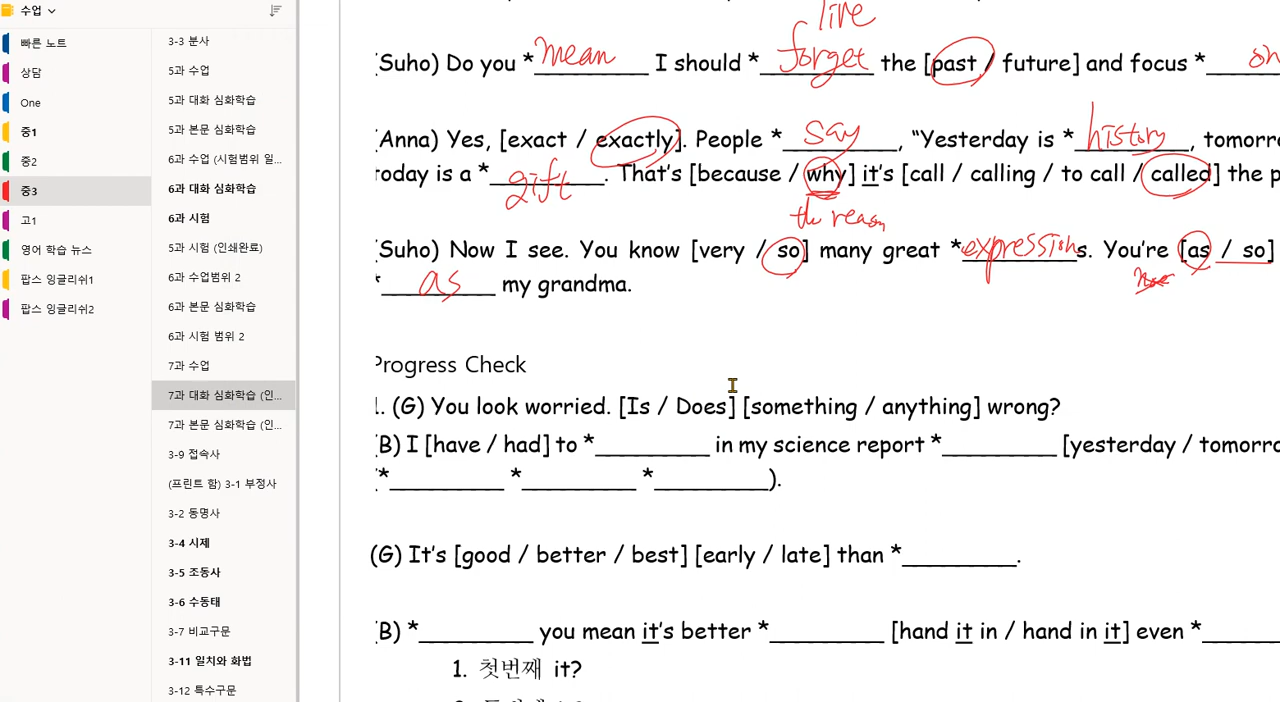 수업
빠른 노트
상담
One
중1
중2
중3
고1
영어 학습 뉴스
팝스 잉글리쉬1
팝스 잉글리쉬2
3-3 분사
5과 수업
5과 대화 심화학습
5과 본문 심화학습
6과 수업 (시험범위 일...
6과 대화 심화학습
6과 시험
5과 시험 (인쇄완료)
6과 수업범위 2
6과 본문 심화학습
6과 시험 범위 2
7과 수업
7과 대화 심화학습 (인...
7과 본문 심화학습 (인...
3-9 접속사
(프린트 함) 3-1 부정사
3-2 동명사
3-4 시제
3-5 조동사
3-6 수동태
3-7 비교구문
3-11 일치와 화법
3-12 특수구문
live
(Suho) Do you *mean I should *forget the [past / future] and focus *on
(Anna) Yes, [exact / exactly]. People *say, “Yesterday is *history, tomorro
today is a *gift. That’s [because / why] it’s [call / calling / to call / called] the p
the reason
(Suho) Now I see. You know [very / so] many great *expressions. You’re [as / so]
*as my grandma.
Progress Check
1. (G) You look worried. [Is / Does] [something / anything] wrong?
(B) I [have / had] to *________ in my science report *________ [yesterday / tomorro
(*________ *________ *________).
(G) It’s [good / better / best] [early / late] than *________.
(B) *________ you mean it’s better *________ [hand it in / hand in it] even *______
1. 첫번째 it?